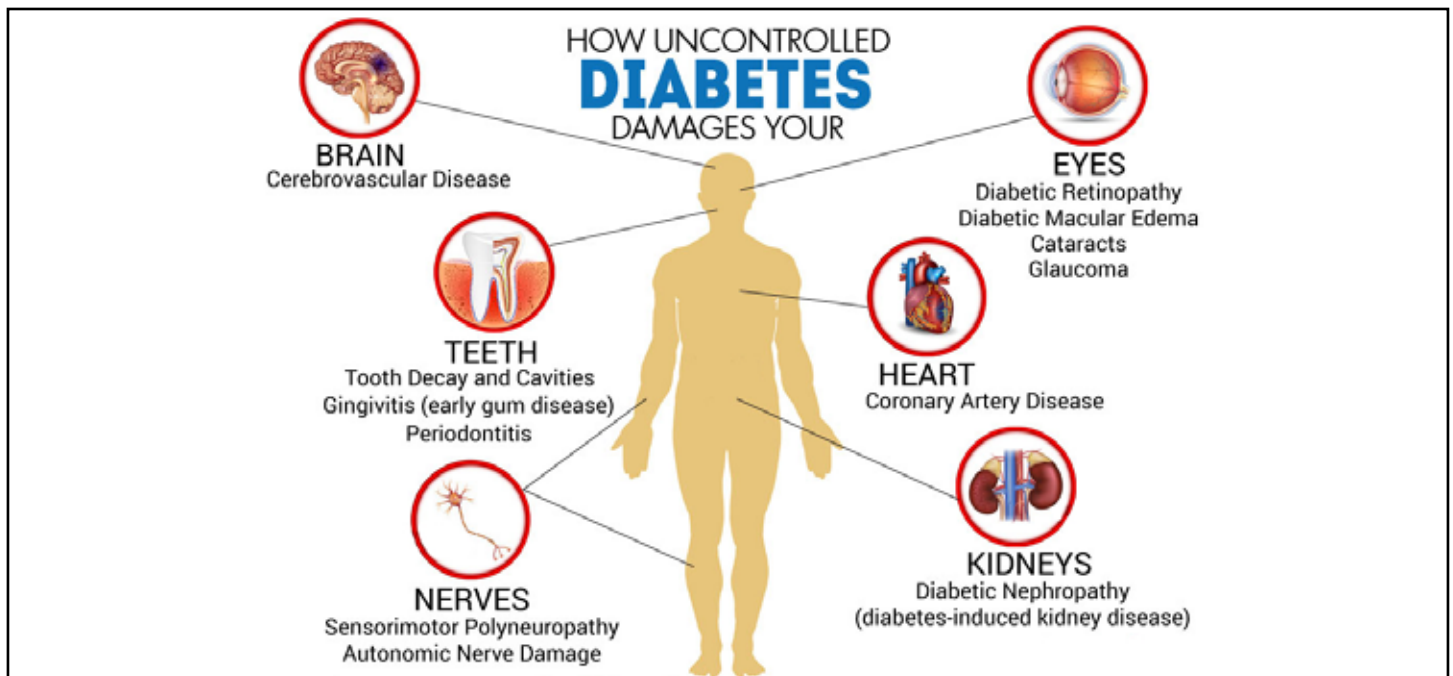 HOW UNCONTROLLED
DIABETES
DAMAGES YOUR
BRAIN
Cerebrovascular Disease
EYES
Diabetic Retinopathy
Diabetic Macular Edema
Cataracts
Glaucoma
TEETH
Tooth Decay and Cavities
Gingivitis (early gum disease)
Periodontitis
HEART
Coronary Artery Disease
NERVES
Sensorimotor Polyneuropathy
Autonomic Nerve Damage
KIDNEYS
Diabetic Nephropathy
(diabetes-induced kidney disease)